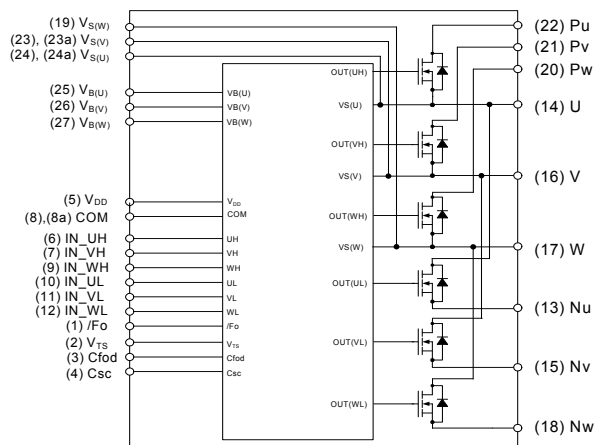 (19) VS(W)
(23), (23a) VS(V)
(24), (24a) VS(U)
(25) VB(U)
(26) VB(V)
(27) VB(W)
(5) VDD
(8),(8a) COM
(6) IN_UH
(7) IN_VH
(9) IN_WH
(10) IN_UL
(11) IN_VL
(12) IN_WL
(1) /Fo
(2) VTS
(3) Cfod
(4) Csc
VB(U)
VB(V)
VB(W)
VDD
COM
UH
VH
WH
UL
VL
WL
/Fo
VTS
Cfod
Csc
OUT(UH)
VS(U)
OUT(VH)
VS(V)
OUT(WH)
VS(W)
OUT(UL)
OUT(VL)
OUT(WL)
(22) Pu
(21) Pv
(20) Pw
(14) U
(16) V
(17) W
(13) Nu
(15) Nv
(18) Nw